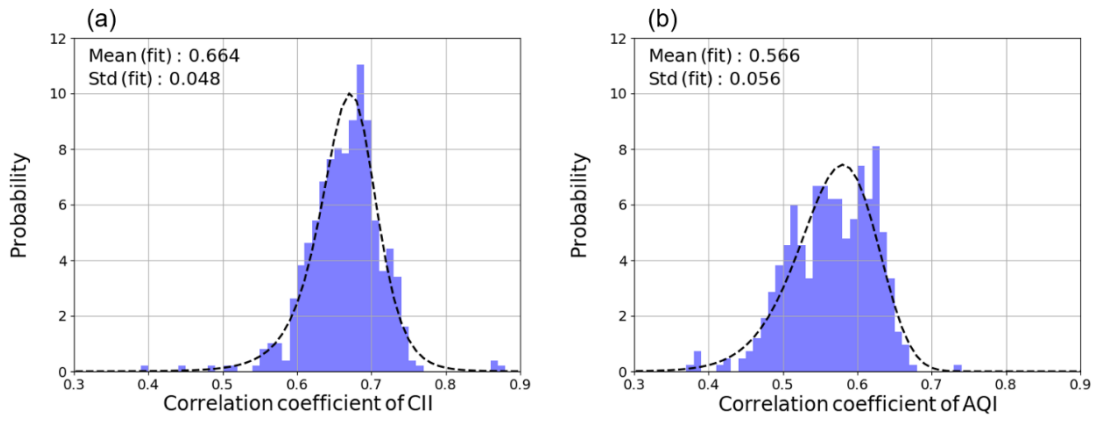 (a)
Mean (fit) : 0.664
Std (fit) : 0.048
Probability
12
10
8
6
4
2
0
0.3 0.4 0.5 0.6 0.7 0.8 0.9
Correlation coefficient of CII
(b)
Mean (fit) : 0.566
Std (fit) : 0.056
Probability
12
10
8
6
4
2
0
0.3 0.4 0.5 0.6 0.7 0.8 0.9
Correlation coefficient of AQI